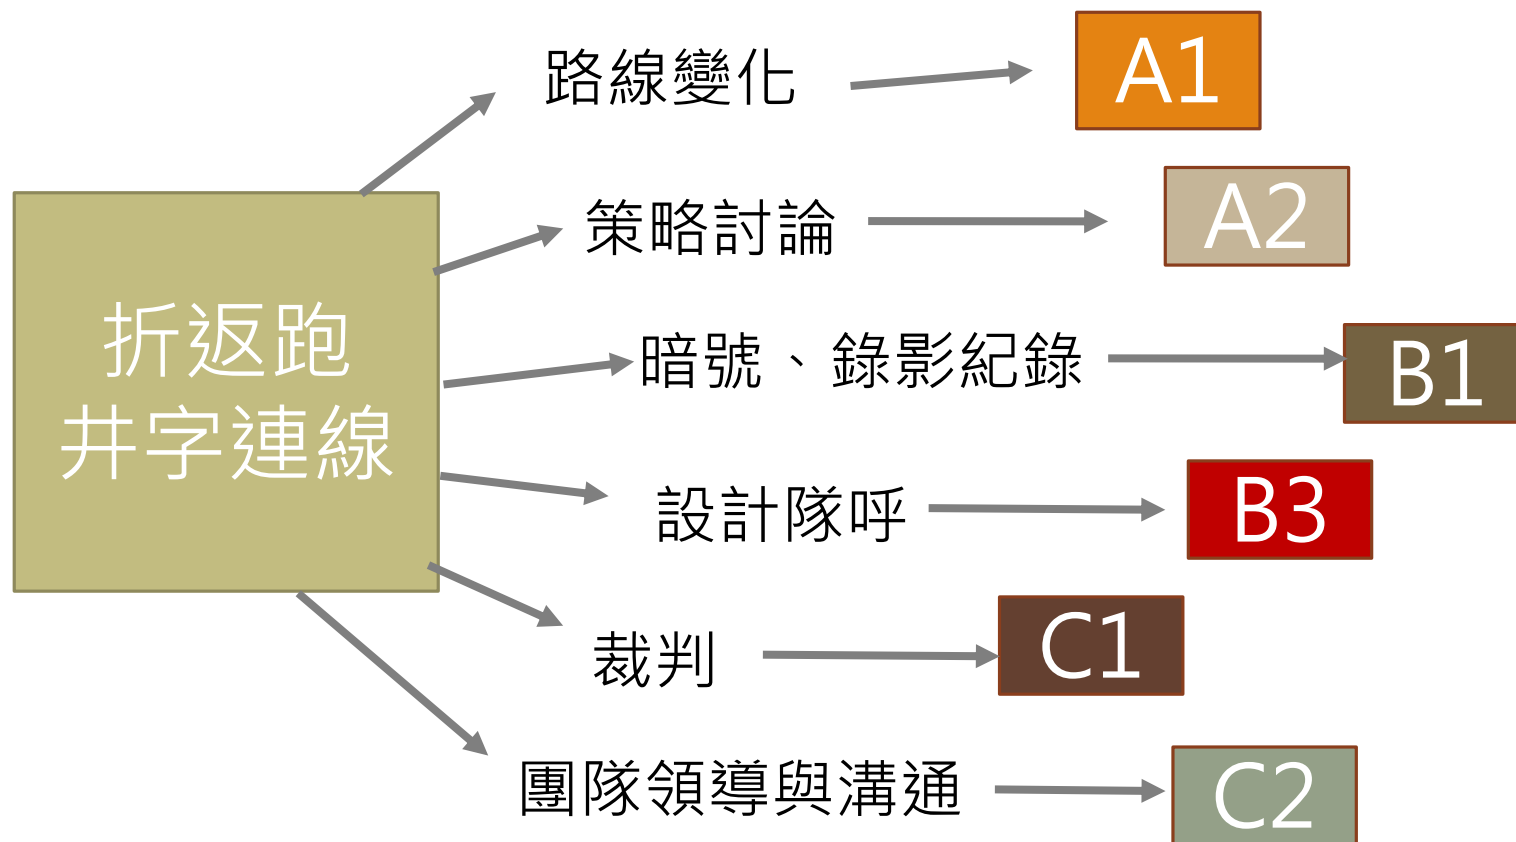 折返跑
井字連線
路線變化
A1
策略討論
A2
暗號、錄影紀錄
B1
設計隊呼
B3
裁判
C1
團隊領導與溝通
C2